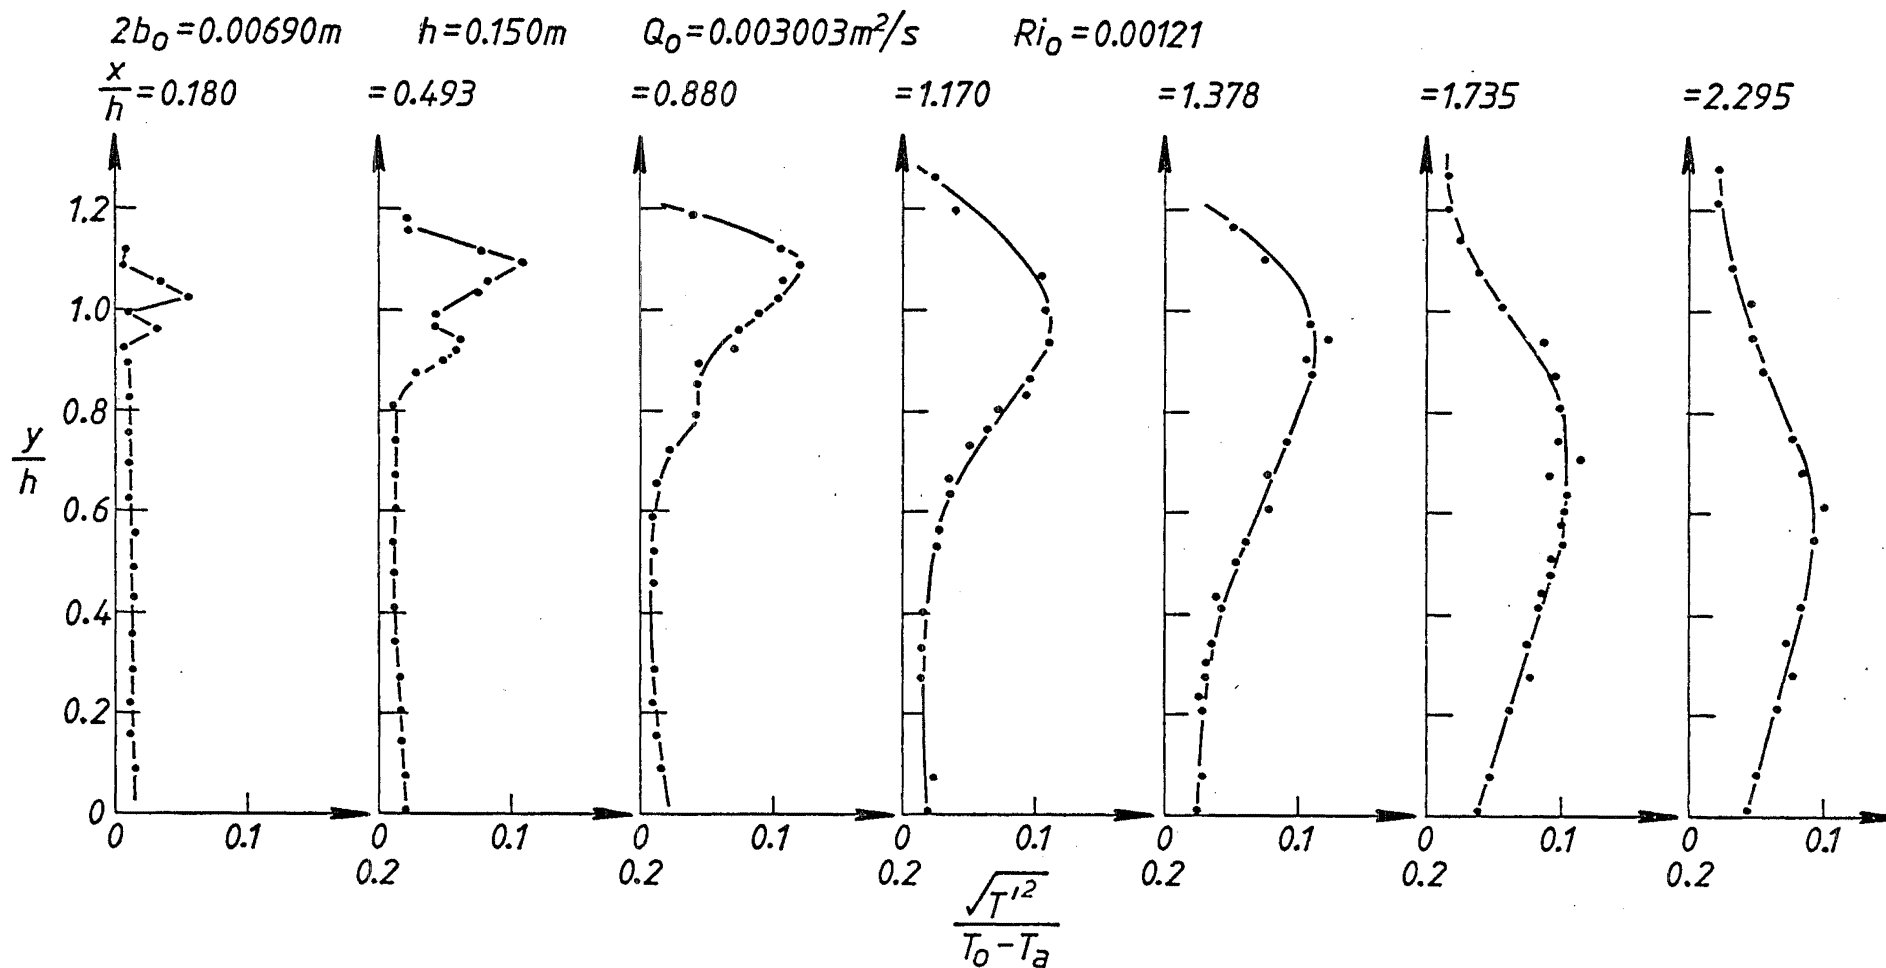 2b₀=0.00690m h=0.150m Q₀=0.003003m²/s Ri₀=0.00121
x/h=0.180 =0.493 =0.880 =1.170 =1.378 =1.735 =2.295
1.2
1.0
0.8
y/h
0.6
0.4
0.2
0
0 0.1 0 0.1 0 0.1 0 0.1 0 0.1 0 0.1 0 0.1
0.2 0.2 0.2 0.2 0.2 0.2
√T'²
T₀-Tₐ